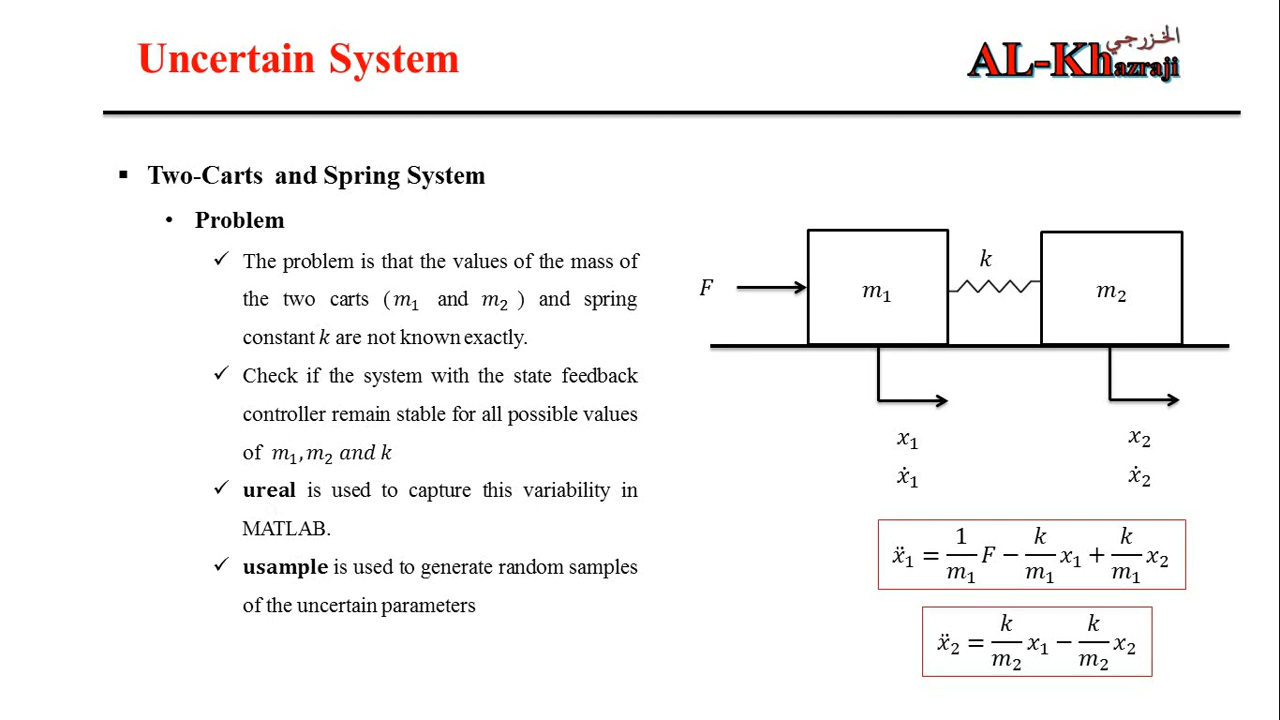 Uncertain System
الخزرجي
AL-Khazraji
▪ Two-Carts and Spring System
• Problem
✓ The problem is that the values of the mass of
the two carts (m₁ and m₂ ) and spring
constant k are not known exactly.
✓ Check if the system with the state feedback
controller remain stable for all possible values
of m₁, m₂ and k
✓ ureal is used to capture this variability in
MATLAB.
✓ usample is used to generate random samples
of the uncertain parameters
F
m₁
k
m₂
x₁
x₂
ẋ₁
ẋ₂
ẍ₁ = 1/m₁ F − k/m₁ x₁ + k/m₁ x₂
ẍ₂ = k/m₂ x₁ − k/m₂ x₂